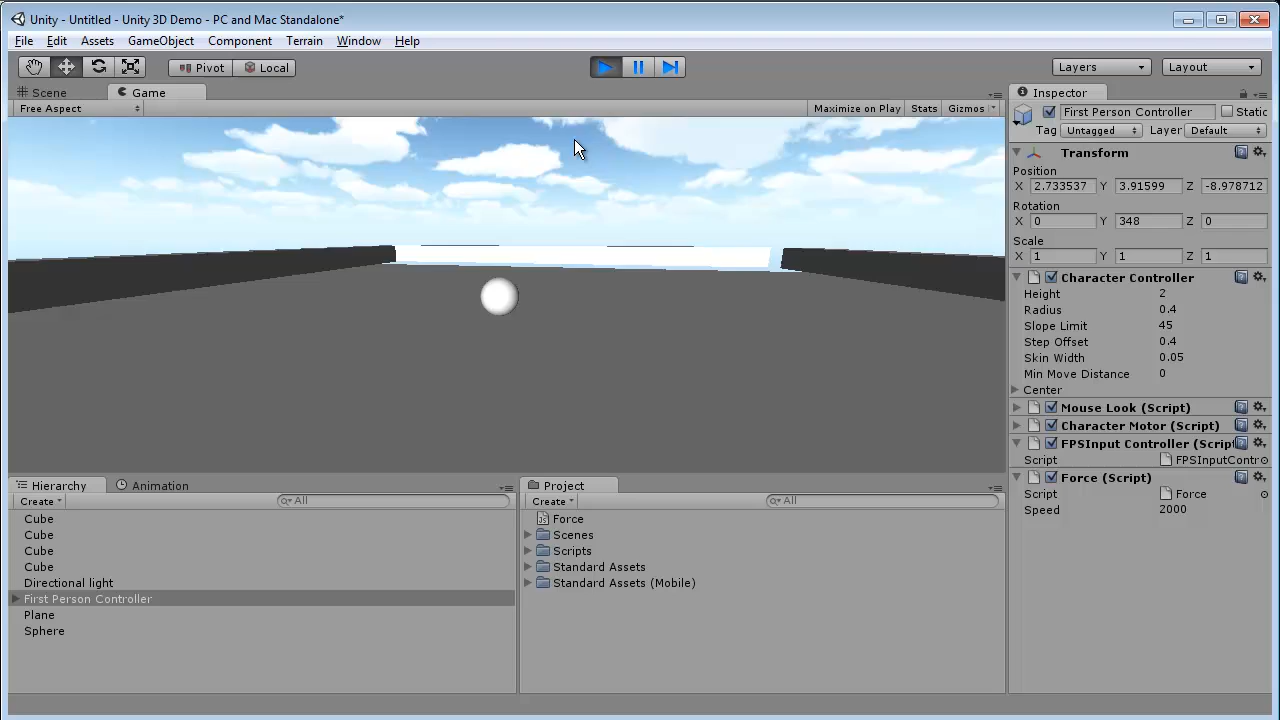 Unity - Untitled - Unity 3D Demo - PC and Mac Standalone*
File Edit Assets GameObject Component Terrain Window Help
Pivot Local Layers Layout
Scene Game
Free Aspect Maximize on Play Stats Gizmos
Inspector
First Person Controller Static
Tag Untagged Layer Default
Transform
Position
X 2.733537 Y 3.91599 Z -8.978712
Rotation
X 0 Y 348 Z 0
Scale
X 1 Y 1 Z 1
Character Controller
Height 2
Radius 0.4
Slope Limit 45
Step Offset 0.4
Skin Width 0.05
Min Move Distance 0
Center
Mouse Look (Script)
Character Motor (Script)
FPSInput Controller (Script
Script FPSInputContr
Force (Script)
Script Force
Speed 2000
Hierarchy Animation
Create All
Cube
Cube
Cube
Cube
Directional light
First Person Controller
Plane
Sphere
Project
Create All
Force
Scenes
Scripts
Standard Assets
Standard Assets (Mobile)